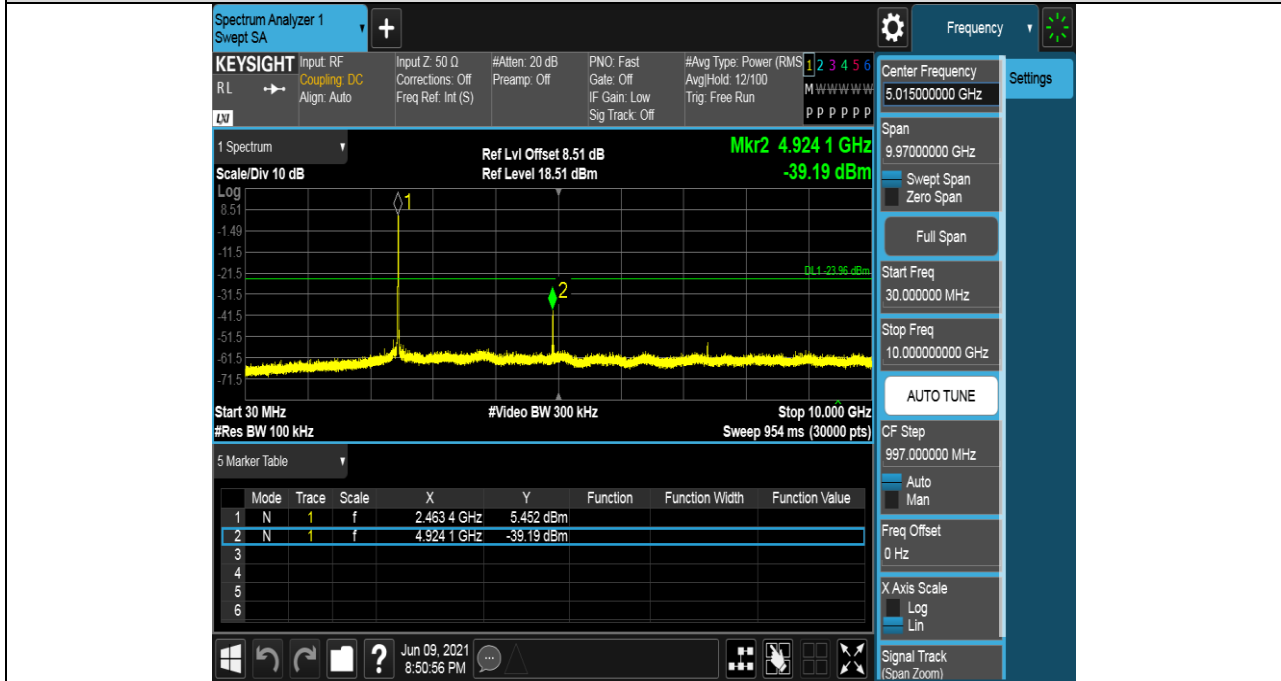 Spectrum Analyzer 1
Swept SA
Frequency
KEYSIGHT
RL
LXI
Input: RF
Coupling: DC
Align: Auto
Input Z: 50 Ω
Corrections: Off
Freq Ref: Int (S)
#Atten: 20 dB
Preamp: Off
PNO: Fast
Gate: Off
IF Gain: Low
Sig Track: Off
#Avg Type: Power (RMS
Avg|Hold: 12/100
Trig: Free Run
1 2 3 4 5 6
M W W W W W
P P P P P P
1 Spectrum
Scale/Div 10 dB
Ref Lvl Offset 8.51 dB
Ref Level 18.51 dBm
Mkr2 4.924 1 GHz
-39.19 dBm
Log
8.51
-1.49
-11.5
-21.5
-31.5
-41.5
-51.5
-61.5
-71.5
1
2
DL1 -23.96 dBm
Start 30 MHz
#Video BW 300 kHz
Stop 10.000 GHz
#Res BW 100 kHz
Sweep 954 ms (30000 pts)
5 Marker Table
Mode Trace Scale X Y Function Function Width Function Value
1 N 1 f 2.463 4 GHz 5.452 dBm
2 N 1 f 4.924 1 GHz -39.19 dBm
3
4
5
6
?
Jun 09, 2021
8:50:56 PM
Center Frequency
5.015000000 GHz
Settings
Span
9.97000000 GHz
Swept Span
Zero Span
Full Span
Start Freq
30.000000 MHz
Stop Freq
10.000000000 GHz
AUTO TUNE
CF Step
997.000000 MHz
Auto
Man
Freq Offset
0 Hz
X Axis Scale
Log
Lin
Signal Track
(Span Zoom)